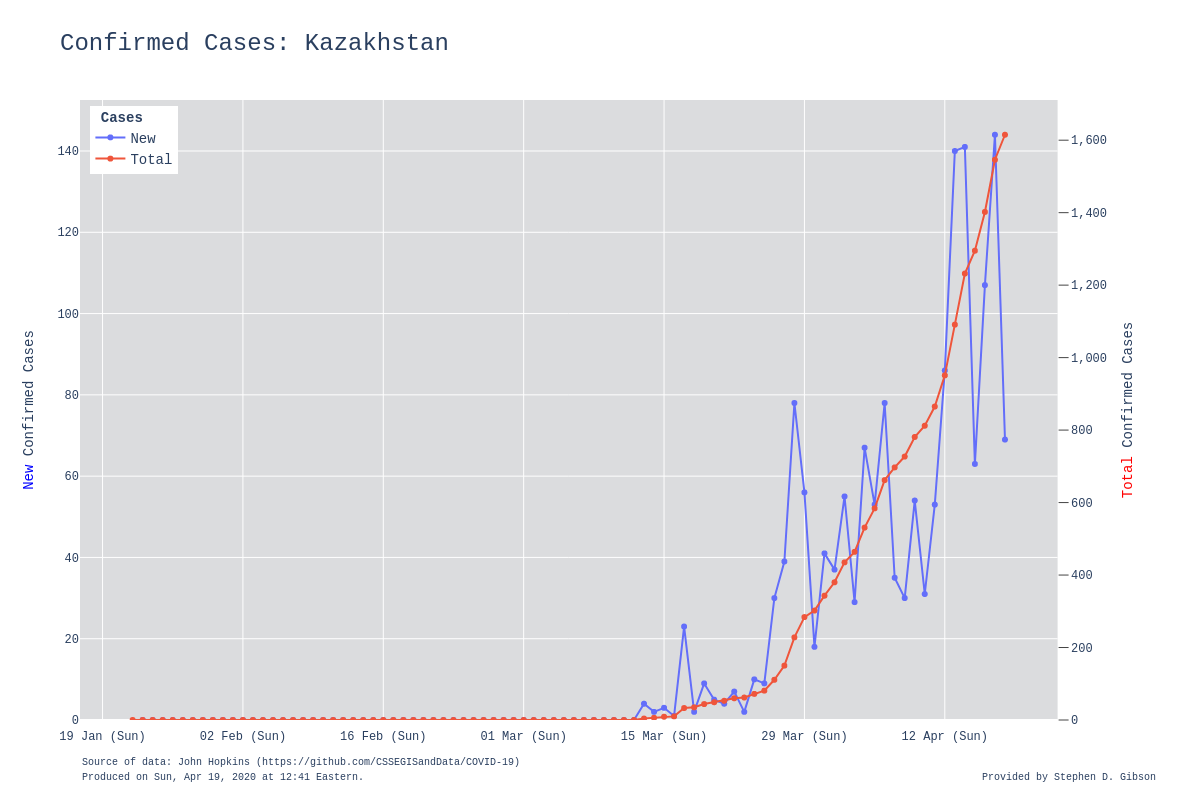 Confirmed Cases: Kazakhstan
Cases
New
Total
140
120
100
80
60
40
20
0
New Confirmed Cases
1,600
1,400
1,200
1,000
800
600
400
200
0
Total Confirmed Cases
19 Jan (Sun) 02 Feb (Sun) 16 Feb (Sun) 01 Mar (Sun) 15 Mar (Sun) 29 Mar (Sun) 12 Apr (Sun)
Source of data: John Hopkins (https://github.com/CSSEGISandData/COVID-19)
Produced on Sun, Apr 19, 2020 at 12:41 Eastern.
Provided by Stephen D. Gibson